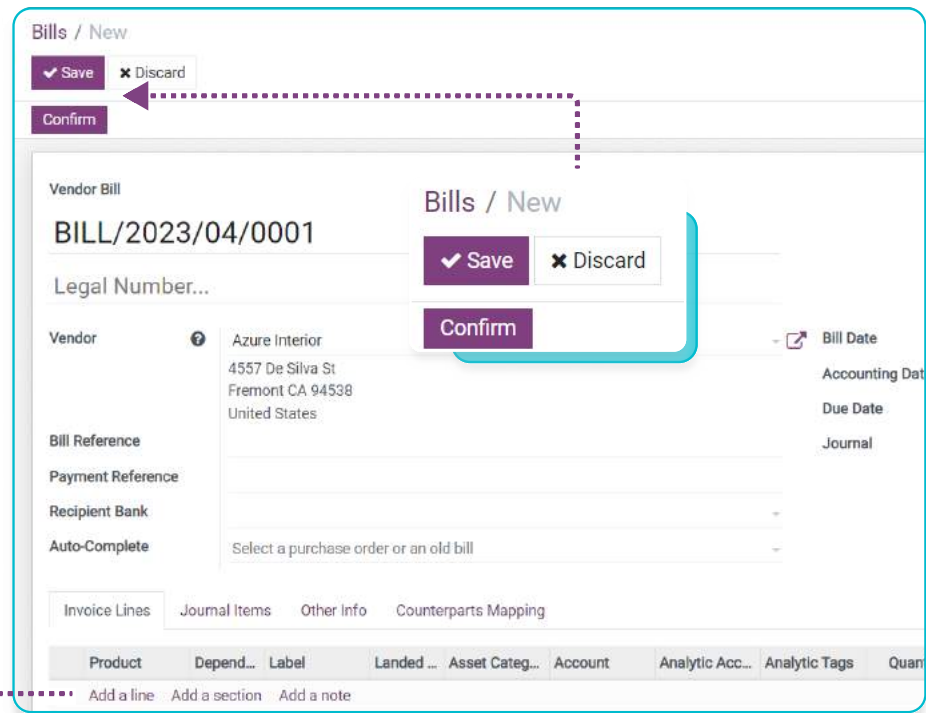 Bills / New
Save Discard
Confirm
Vendor Bill
BILL/2023/04/0001
Legal Number...
Bills / New
Save Discard
Confirm
Vendor ? Azure Interior
4557 De Silva St
Fremont CA 94538
United States
Bill Reference
Payment Reference
Recipient Bank
Auto-Complete Select a purchase order or an old bill
Bill Date
Accounting Dat
Due Date
Journal
Invoice Lines Journal Items Other Info Counterparts Mapping
Product Depend... Label Landed ... Asset Categ... Account Analytic Acc... Analytic Tags Quan
Add a line Add a section Add a note